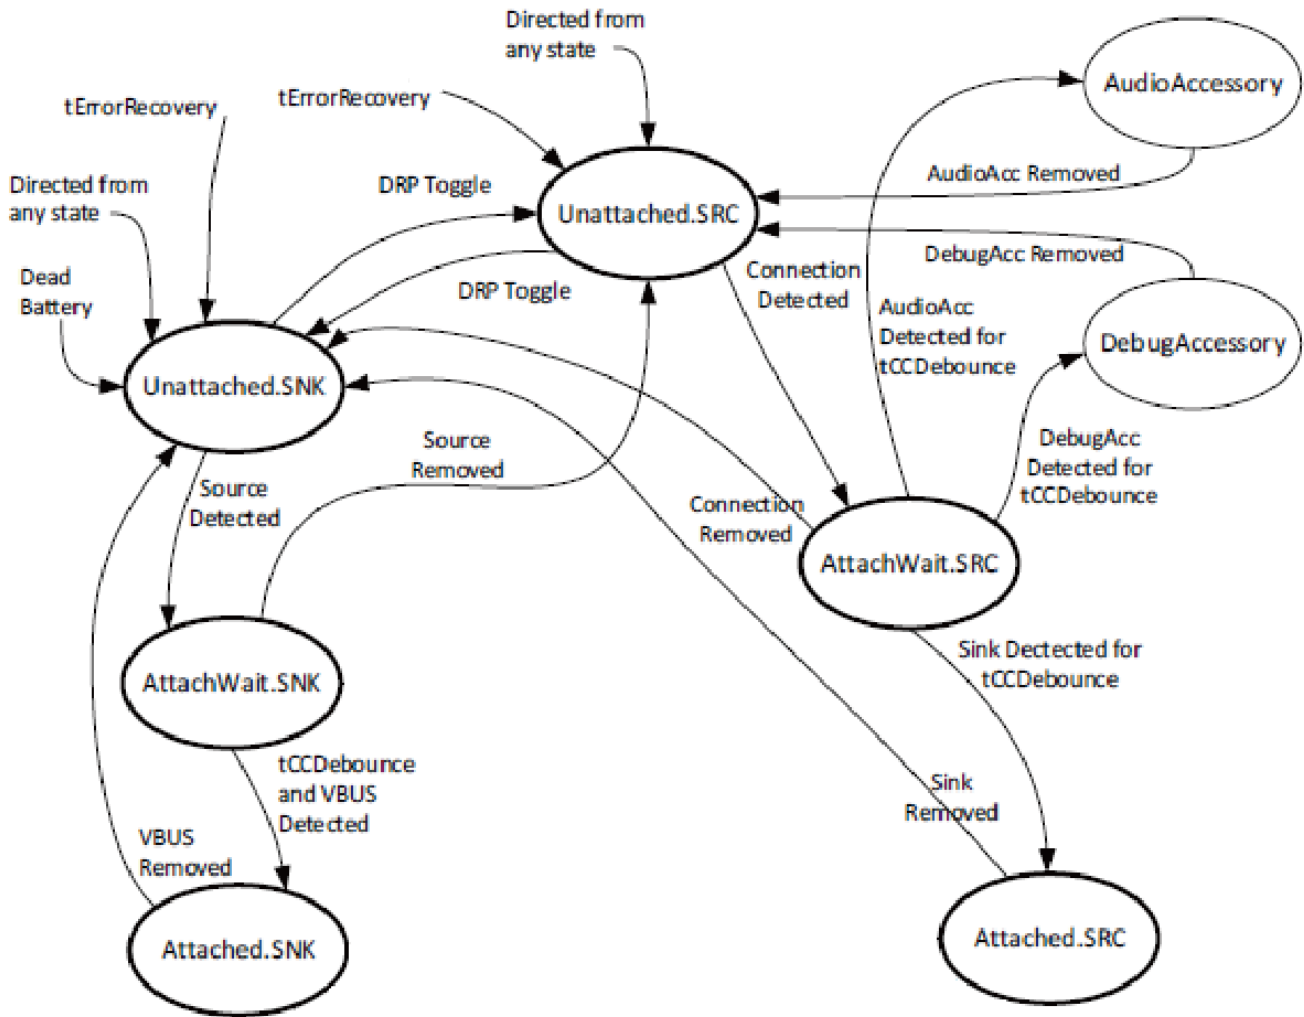 Directed from
any state
AudioAccessory
tErrorRecovery
tErrorRecovery
AudioAcc Removed
DRP Toggle
Directed from
any state
Unattached.SRC
DebugAcc Removed
Connection
Detected
Dead
Battery
DRP Toggle
AudioAcc
Detected for
tCCDebounce
DebugAccessory
Unattached.SNK
Source
Removed
DebugAcc
Detected for
tCCDebounce
Source
Detected
Connection
Removed
AttachWait.SRC
Sink Dectected for
tCCDebounce
AttachWait.SNK
tCCDebounce
and VBUS
Detected
Sink
Removed
VBUS
Removed
Attached.SNK
Attached.SRC